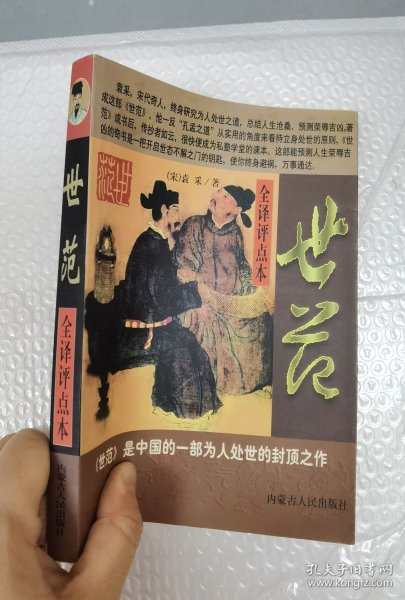 袁采,宋代奇人,终身研究为人处世之道,总结人生沧桑,预测荣辱吉凶,著
成这部《世范》,他一反“孔孟之道”从实用的角度来看待立身处世的原则,《世
范》成书后,传抄者如云,很快便成为私塾学堂的课本,这部能预测人生荣辱吉
凶的奇书是一把开启世态不解之门的钥匙,使你终身避祸,万事通达。
(宋)袁 采/著
世范
全译评点本
世范
《世范》是中国的一部为人处世的封顶之作
内蒙古人民出版社
世范
全译评点本
内蒙古人民出版社
孔夫子旧书网
www.kongfz.com